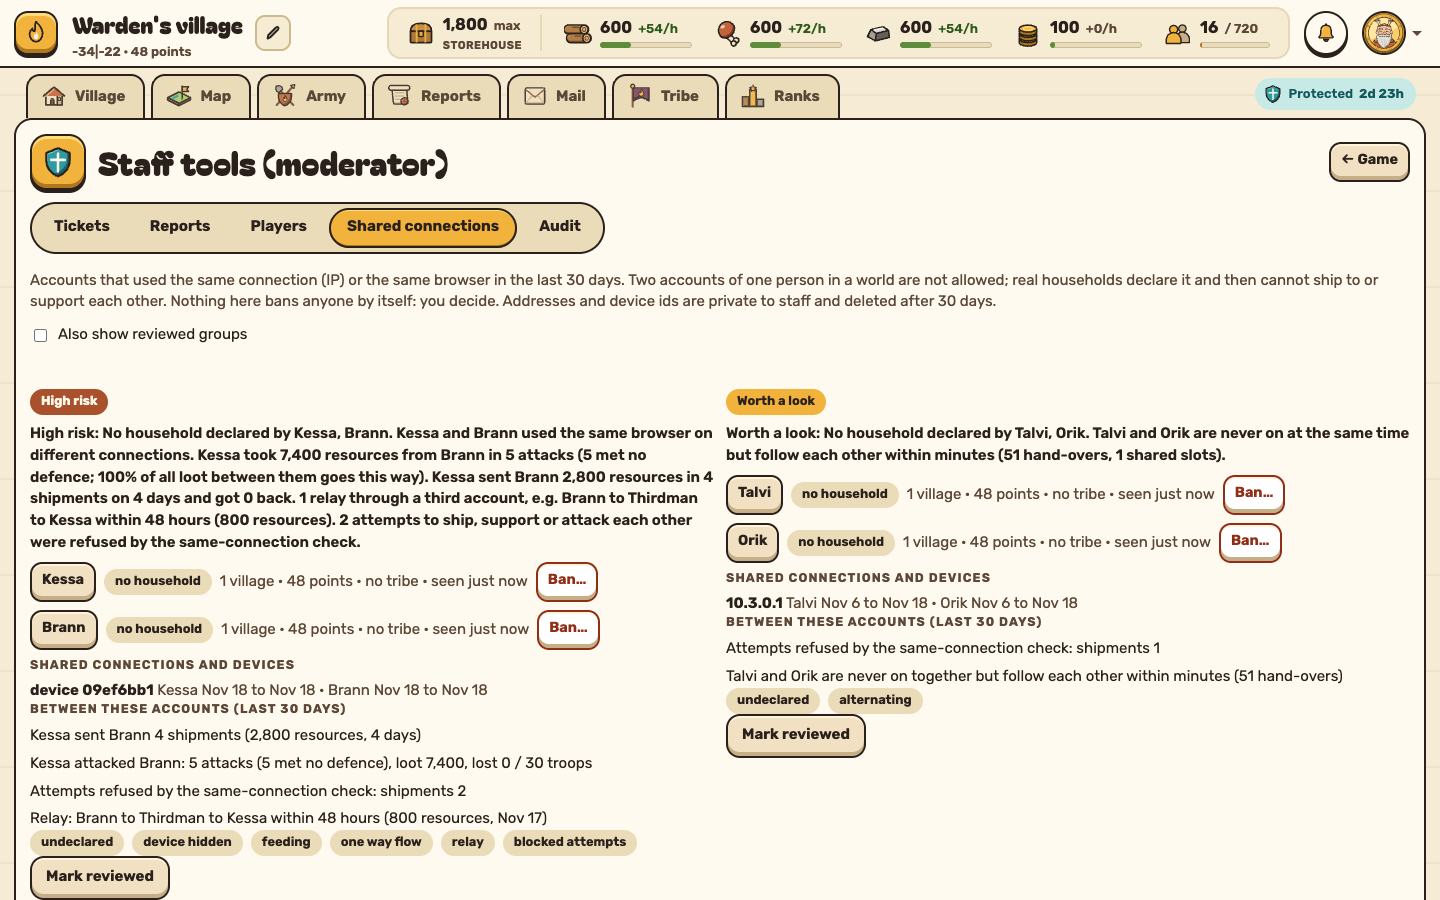 Warden's village
-34|-22 • 48 points
1,800 max
STOREHOUSE
600 +54/h
600 +72/h
600 +54/h
100 +0/h
16 / 720
Village
Map
Army
Reports
Mail
Tribe
Ranks
Protected 2d 23h
Staff tools (moderator)
← Game
Tickets
Reports
Players
Shared connections
Audit
Accounts that used the same connection (IP) or the same browser in the last 30 days. Two accounts of one person in a world are not allowed; real households declare it and then cannot ship to or
support each other. Nothing here bans anyone by itself: you decide. Addresses and device ids are private to staff and deleted after 30 days.
Also show reviewed groups
High risk
High risk: No household declared by Kessa, Brann. Kessa and Brann used the same browser on
different connections. Kessa took 7,400 resources from Brann in 5 attacks (5 met no
defence; 100% of all loot between them goes this way). Kessa sent Brann 2,800 resources in 4
shipments on 4 days and got 0 back. 1 relay through a third account, e.g. Brann to Thirdman
to Kessa within 48 hours (800 resources). 2 attempts to ship, support or attack each other
were refused by the same-connection check.
Kessa no household 1 village • 48 points • no tribe • seen just now Ban...
Brann no household 1 village • 48 points • no tribe • seen just now Ban...
SHARED CONNECTIONS AND DEVICES
device 09ef6bb1 Kessa Nov 18 to Nov 18 • Brann Nov 18 to Nov 18
BETWEEN THESE ACCOUNTS (LAST 30 DAYS)
Kessa sent Brann 4 shipments (2,800 resources, 4 days)
Kessa attacked Brann: 5 attacks (5 met no defence), loot 7,400, lost 0 / 30 troops
Attempts refused by the same-connection check: shipments 2
Relay: Brann to Thirdman to Kessa within 48 hours (800 resources, Nov 17)
undeclared device hidden feeding one way flow relay blocked attempts
Mark reviewed
Worth a look
Worth a look: No household declared by Talvi, Orik. Talvi and Orik are never on at the same time
but follow each other within minutes (51 hand-overs, 1 shared slots).
Talvi no household 1 village • 48 points • no tribe • seen just now Ban...
Orik no household 1 village • 48 points • no tribe • seen just now Ban...
SHARED CONNECTIONS AND DEVICES
10.3.0.1 Talvi Nov 6 to Nov 18 • Orik Nov 6 to Nov 18
BETWEEN THESE ACCOUNTS (LAST 30 DAYS)
Attempts refused by the same-connection check: shipments 1
Talvi and Orik are never on together but follow each other within minutes (51 hand-overs)
undeclared alternating
Mark reviewed